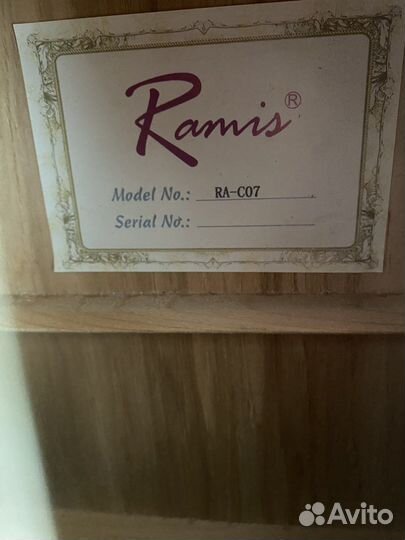 Ramis®
Model No.: RA-C07
Serial No.:
Avito